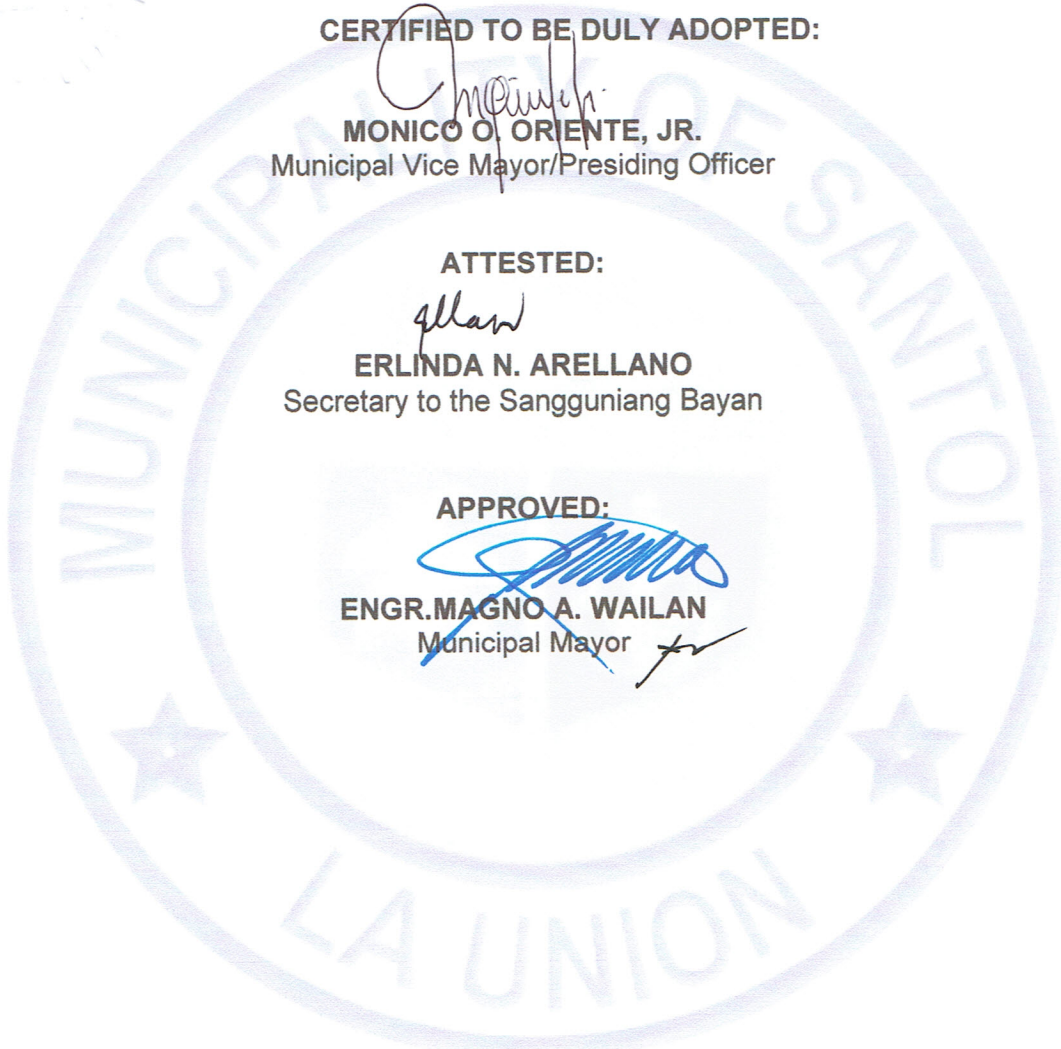 CERTIFIED TO BE DULY ADOPTED:
MONICO O. ORIENTE, JR.
Municipal Vice Mayor/Presiding Officer
ATTESTED:
ERLINDA N. ARELLANO
Secretary to the Sangguniang Bayan
APPROVED:
ENGR.MAGNO A. WAILAN
Municipal Mayor
MUNICIPALITY OF SANTOL
LA UNION